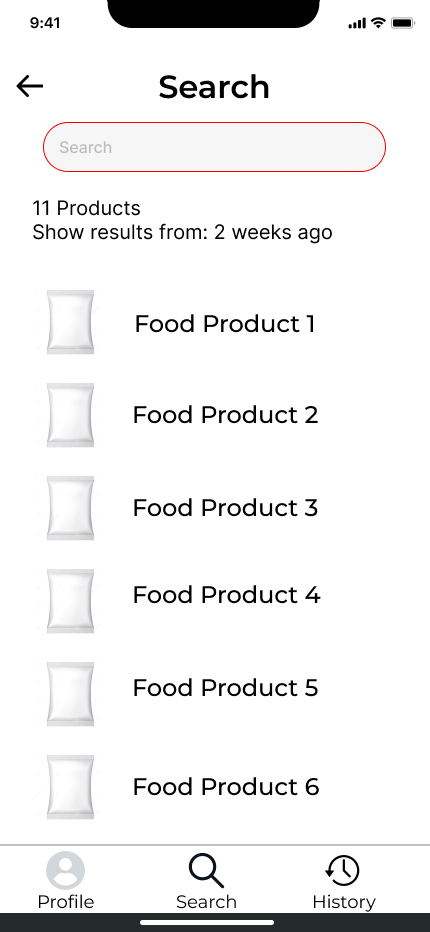 9:41
Search
Search
11 Products
Show results from: 2 weeks ago
Food Product 1
Food Product 2
Food Product 3
Food Product 4
Food Product 5
Food Product 6
Profile Search History